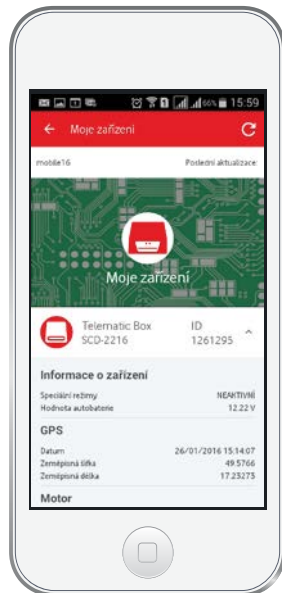 66% 15:59
Moje zařízení
mobile16 Poslední aktualizace:
Moje zařízení
Telematic Box ID
SCD-2216 1261295
Informace o zařízení
Speciální režimy NEAKTIVNÍ
Hodnota autobaterie 12.22 V
GPS
Datum 26/01/2016 15:14:07
Zeměpisná šířka 49.5766
Zeměpisná délka 17.25275
Motor